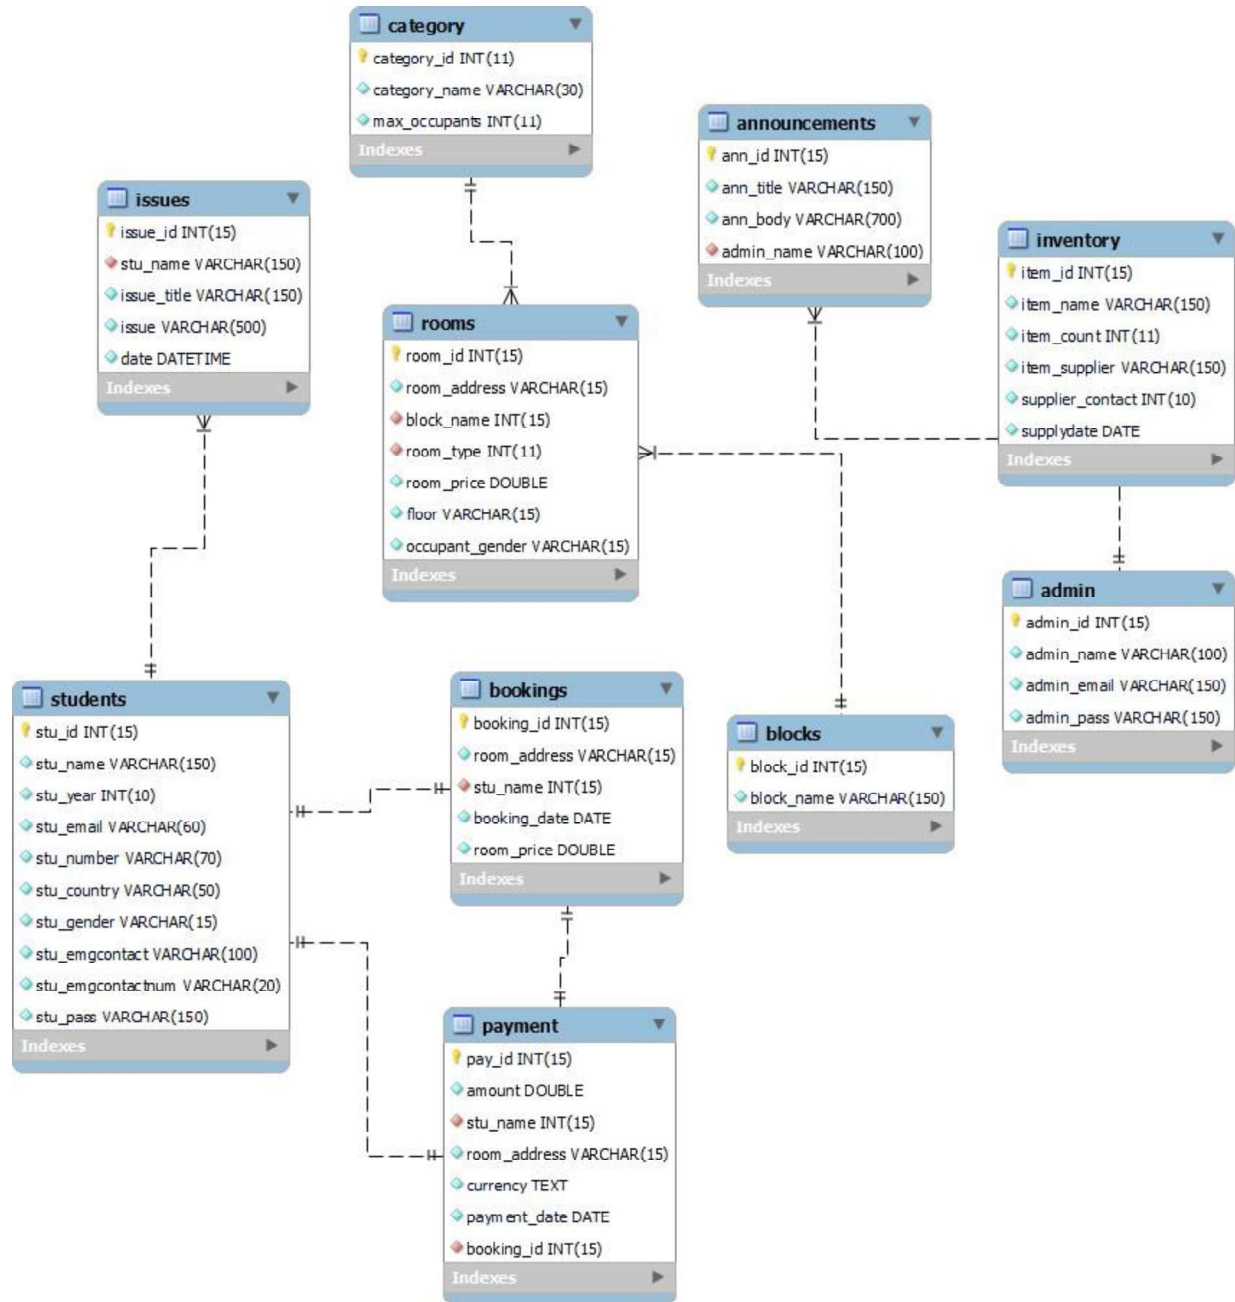 category
category_id INT(11)
category_name VARCHAR(30)
max_occupants INT(11)
Indexes
announcements
ann_id INT(15)
ann_title VARCHAR(150)
ann_body VARCHAR(700)
admin_name VARCHAR(100)
Indexes
issues
issue_id INT(15)
stu_name VARCHAR(150)
issue_title VARCHAR(150)
issue VARCHAR(500)
date DATETIME
Indexes
inventory
item_id INT(15)
item_name VARCHAR(150)
item_count INT(11)
item_supplier VARCHAR(150)
supplier_contact INT(10)
supplydate DATE
Indexes
rooms
room_id INT(15)
room_address VARCHAR(15)
block_name INT(15)
room_type INT(11)
room_price DOUBLE
floor VARCHAR(15)
occupant_gender VARCHAR(15)
Indexes
admin
admin_id INT(15)
admin_name VARCHAR(100)
admin_email VARCHAR(150)
admin_pass VARCHAR(150)
Indexes
students
stu_id INT(15)
stu_name VARCHAR(150)
stu_year INT(10)
stu_email VARCHAR(60)
stu_number VARCHAR(70)
stu_country VARCHAR(50)
stu_gender VARCHAR(15)
stu_emgcontact VARCHAR(100)
stu_emgcontactnum VARCHAR(20)
stu_pass VARCHAR(150)
Indexes
bookings
booking_id INT(15)
room_address VARCHAR(15)
stu_name INT(15)
booking_date DATE
room_price DOUBLE
Indexes
blocks
block_id INT(15)
block_name VARCHAR(150)
Indexes
payment
pay_id INT(15)
amount DOUBLE
stu_name INT(15)
room_address VARCHAR(15)
currency TEXT
payment_date DATE
booking_id INT(15)
Indexes